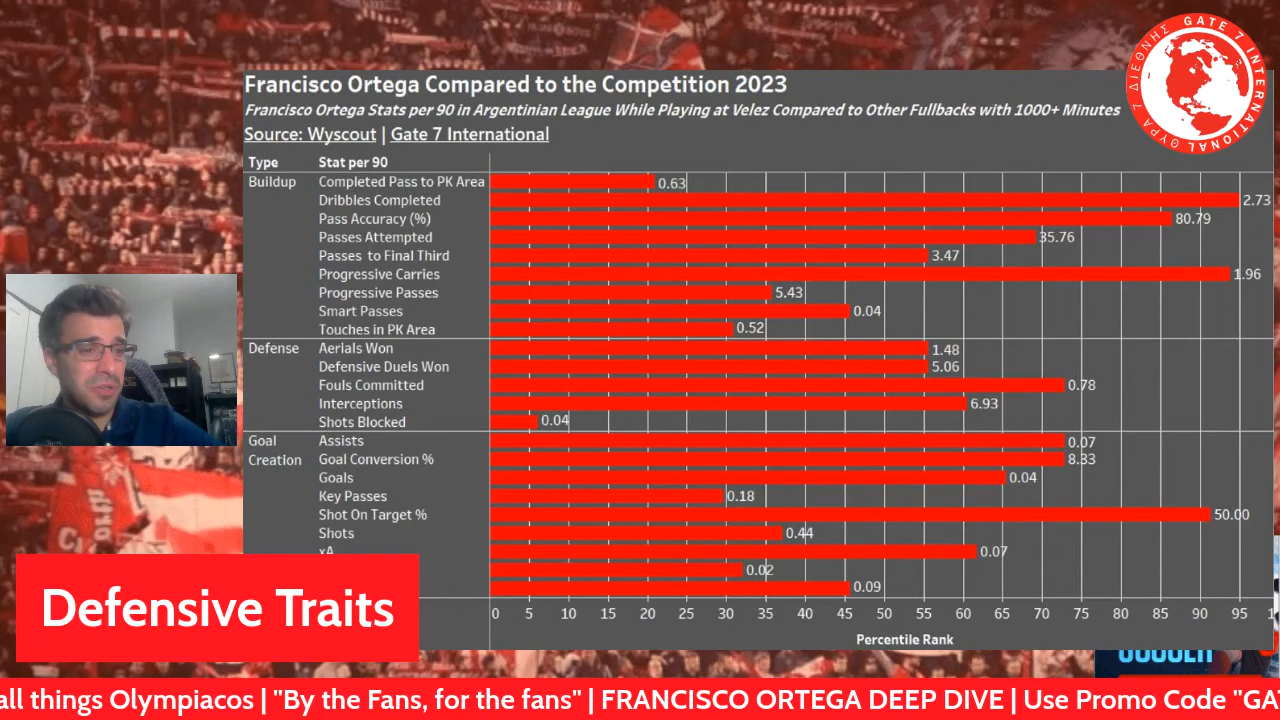 Francisco Ortega Compared to the Competition 2023
Francisco Ortega Stats per 90 in Argentinian League While Playing at Velez Compared to Other Fullbacks with 1000+ Minutes
Source: Wyscout | Gate 7 International
GATE 7 INTERNATIONAL
ΘΥΡΑ 7 ΔΙΕΘΝΗΣ
Type Stat per 90
Buildup Completed Pass to PK Area 0.63
Dribbles Completed 2.73
Pass Accuracy (%) 80.79
Passes Attempted 35.76
Passes to Final Third 3.47
Progressive Carries 1.96
Progressive Passes 5.43
Smart Passes 0.04
Touches in PK Area 0.52
Defense Aerials Won 1.48
Defensive Duels Won 5.06
Fouls Committed 0.78
Interceptions 6.93
Shots Blocked 0.04
Goal Assists 0.07
Creation Goal Conversion % 8.33
Goals 0.04
Key Passes 0.18
Shot On Target % 50.00
Shots 0.44
xA 0.07
0.02
0.09
0 5 10 15 20 25 30 35 40 45 50 55 60 65 70 75 80 85 90 95
Percentile Rank
Defensive Traits
all things Olympiacos | "By the Fans, for the fans" | FRANCISCO ORTEGA DEEP DIVE | Use Promo Code "GA